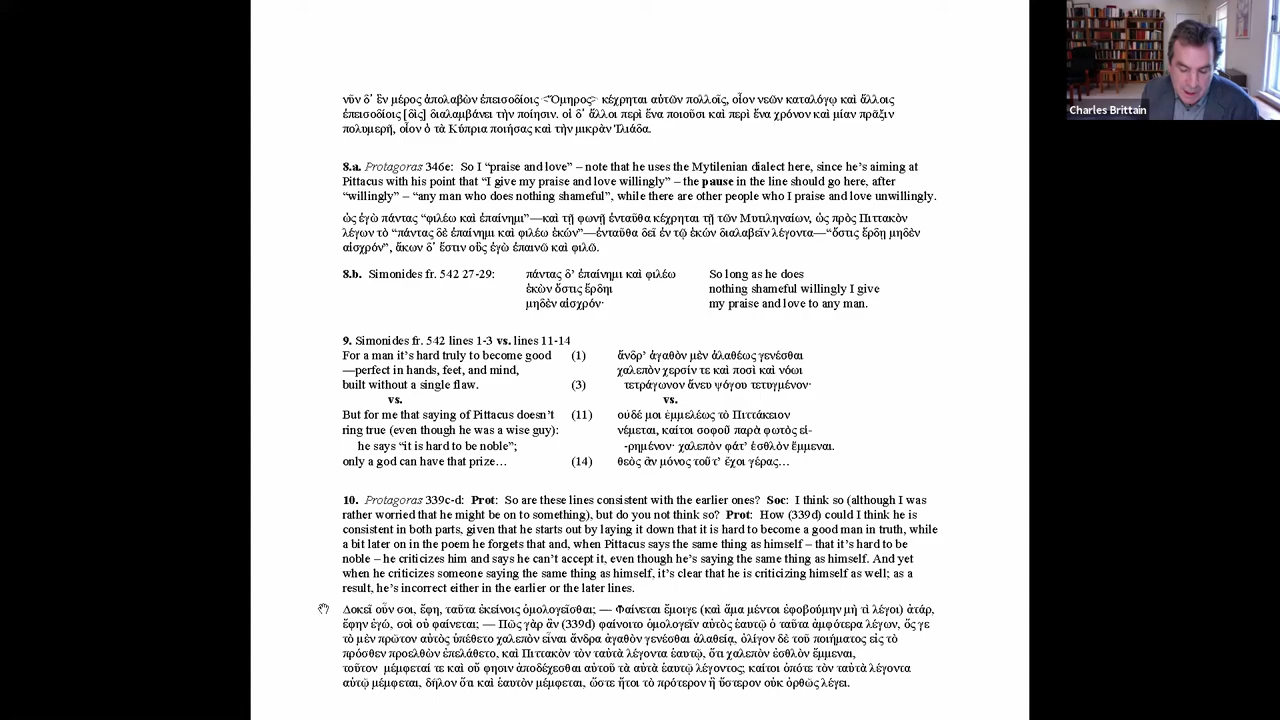 νῦν δ᾽ ἓν μέρος ἀπολαβὼν ἐπεισοδίοις <Ὅμηρος> κέχρηται αὐτῶν πολλοῖς, οἷον νεῶν καταλόγῳ καὶ ἄλλοις
ἐπεισοδίοις [δὶς] διαλαμβάνει τὴν ποίησιν. οἱ δ᾽ ἄλλοι περὶ ἕνα ποιοῦσι καὶ περὶ ἕνα χρόνον καὶ μίαν πρᾶξιν
πολυμερῆ, οἷον ὁ τὰ Κύπρια ποιήσας καὶ τὴν μικρὰν Ἰλιάδα.
8.a. Protagoras 346e: So I “praise and love” – note that he uses the Mytilenian dialect here, since he’s aiming at
Pittacus with his point that “I give my praise and love willingly” – the pause in the line should go here, after
“willingly” – “any man who does nothing shameful”, while there are other people who I praise and love unwillingly.
ὡς ἐγὼ πάντας “φιλέω καὶ ἐπαίνημι”—καὶ τῇ φωνῇ ἐνταῦθα κέχρηται τῇ τῶν Μυτιληναίων, ὡς πρὸς Πιττακὸν
λέγων τὸ “πάντας δὲ ἐπαίνημι καὶ φιλέω ἑκών”—ἐνταῦθα δεῖ ἐν τῷ ἑκών διαλαβεῖν λέγοντα—“ὅστις ἔρδῃ μηδὲν
αἰσχρόν”, ἄκων δ᾽ ἔστιν οὓς ἐγὼ ἐπαινῶ καὶ φιλῶ.
8.b. Simonides fr. 542 27-29: πάντας δ’ ἐπαίνημι καὶ φιλέω So long as he does
ἑκὼν ὅστις ἔρδηι nothing shameful willingly I give
μηδὲν αἰσχρόν· my praise and love to any man.
9. Simonides fr. 542 lines 1-3 vs. lines 11-14
For a man it’s hard truly to become good (1) ἄνδρ’ ἀγαθὸν μὲν ἀλαθέως γενέσθαι
—perfect in hands, feet, and mind, χαλεπὸν χερσίν τε καὶ ποσὶ καὶ νόωι
built without a single flaw. (3) τετράγωνον ἄνευ ψόγου τετυγμένον·
vs. vs.
But for me that saying of Pittacus doesn’t (11) οὐδέ μοι ἐμμελέως τὸ Πιττάκειον
ring true (even though he was a wise guy): νέμεται, καίτοι σοφοῦ παρὰ φωτὸς εἰ-
he says “it is hard to be noble”; -ρημένον· χαλεπὸν φάτ’ ἐσθλὸν ἔμμεναι.
only a god can have that prize… (14) θεὸς ἂν μόνος τοῦτ’ ἔχοι γέρας…
10. Protagoras 339c-d: Prot: So are these lines consistent with the earlier ones? Soc: I think so (although I was
rather worried that he might be on to something), but do you not think so? Prot: How (339d) could I think he is
consistent in both parts, given that he starts out by laying it down that it is hard to become a good man in truth, while
a bit later on in the poem he forgets that and, when Pittacus says the same thing as himself – that it’s hard to be
noble – he criticizes him and says he can’t accept it, even though he’s saying the same thing as himself. And yet
when he criticizes someone saying the same thing as himself, it’s clear that he is criticizing himself as well; as a
result, he’s incorrect either in the earlier or the later lines.
Δοκεῖ οὖν σοι, ἔφη, ταῦτα ἐκείνοις ὁμολογεῖσθαι; — Φαίνεται ἔμοιγε (καὶ ἅμα μέντοι ἐφοβούμην μὴ τὶ λέγοι) ἀτάρ,
ἔφην ἐγώ, σοὶ οὐ φαίνεται; — Πῶς γὰρ ἂν (339d) φαίνοιτο ὁμολογεῖν αὐτὸς ἑαυτῷ ὁ ταῦτα ἀμφότερα λέγων, ὅς γε
τὸ μὲν πρῶτον αὐτὸς ὑπέθετο χαλεπὸν εἶναι ἄνδρα ἀγαθὸν γενέσθαι ἀλαθείᾳ, ὀλίγον δὲ τοῦ ποιήματος εἰς τὸ
πρόσθεν προελθὼν ἐπελάθετο, καὶ Πιττακὸν τὸν ταὐτὰ λέγοντα ἑαυτῷ, ὅτι χαλεπὸν ἐσθλὸν ἔμμεναι,
τοῦτον μέμφεταί τε καὶ οὔ φησιν ἀποδέχεσθαι αὐτοῦ τὰ αὐτὰ ἑαυτῷ λέγοντος; καίτοι ὁπότε τὸν ταὐτὰ λέγοντα
αὑτῷ μέμφεται, δῆλον ὅτι καὶ ἑαυτὸν μέμφεται, ὥστε ἤτοι τὸ πρότερον ἢ ὕστερον οὐκ ὀρθῶς λέγει.
Charles Brittain